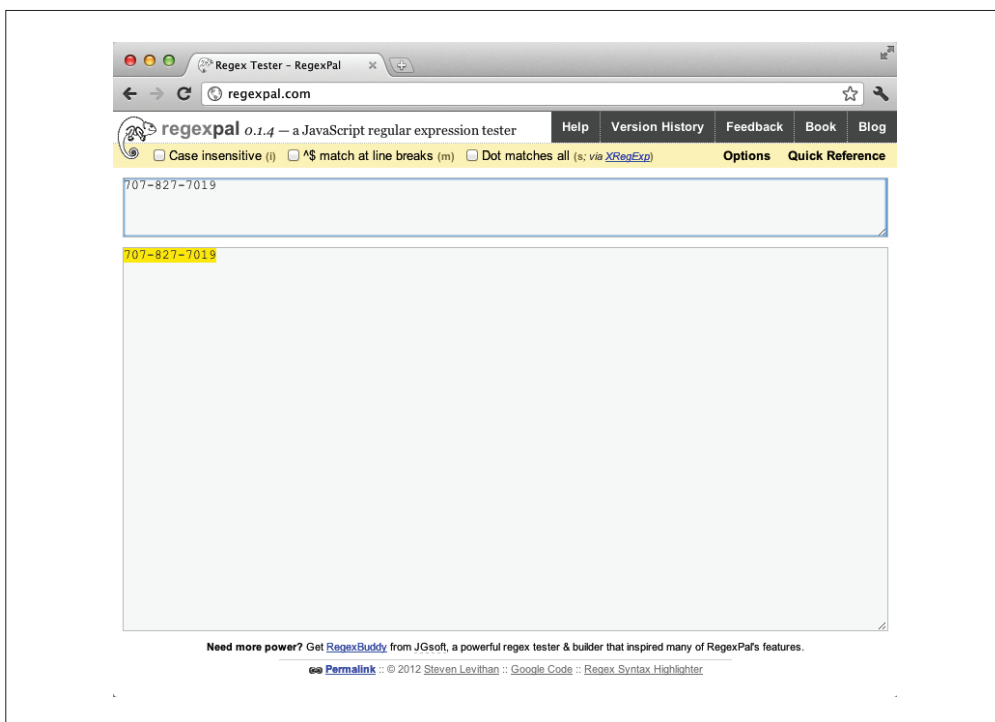 Regex Tester – RegexPal
regexpal.com
regexpal 0.1.4 — a JavaScript regular expression tester Help Version History Feedback Book Blog
Case insensitive (i) ^$ match at line breaks (m) Dot matches all (s; via XRegExp) Options Quick Reference
707-827-7019
707-827-7019
Need more power? Get RegexBuddy from JGsoft, a powerful regex tester & builder that inspired many of RegexPal's features.
Permalink :: © 2012 Steven Levithan :: Google Code :: Regex Syntax Highlighter